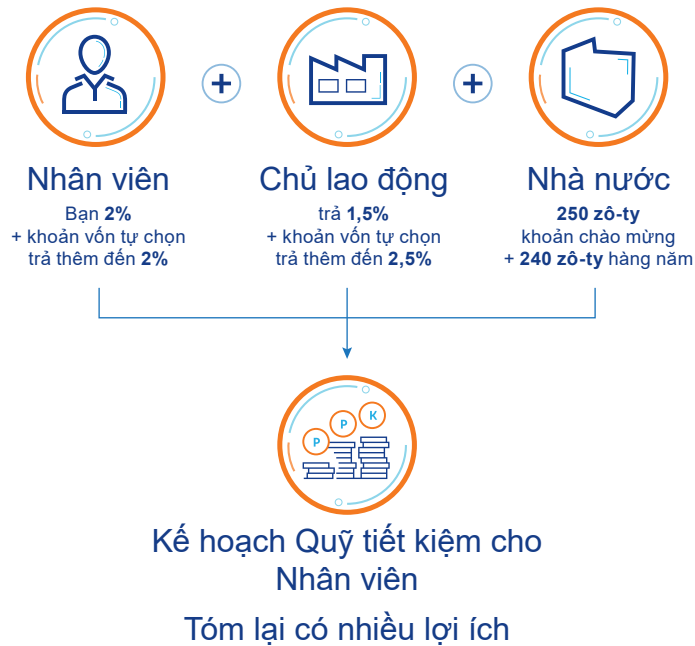 Nhân viên
Bạn 2%
+ khoản vốn tự chọn
trả thêm đến 2%
Chủ lao động
trả 1,5%
+ khoản vốn tự chọn
trả thêm đến 2,5%
Nhà nước
250 zô-ty
khoản chào mừng
+ 240 zô-ty hàng năm
P P K
Kế hoạch Quỹ tiết kiệm cho
Nhân viên
Tóm lại có nhiều lợi ích